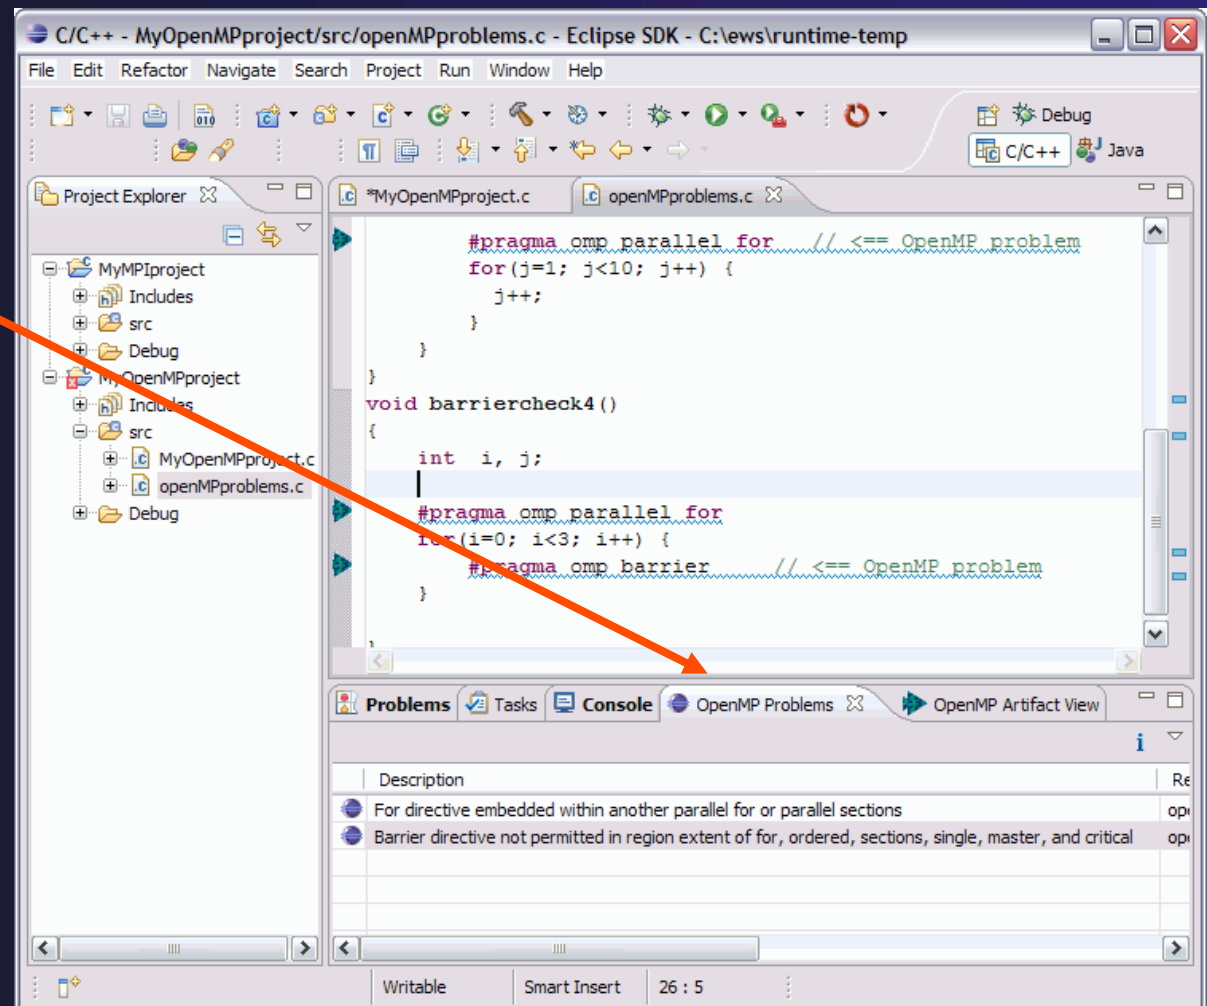 C/C++ - MyOpenMPproject/src/openMPproblems.c - Eclipse SDK - C:\ews\runtime-temp
File Edit Refactor Navigate Search Project Run Window Help
Debug
C/C++ Java
Project Explorer
MyMPIproject
Includes
src
Debug
MyOpenMPproject
Includes
src
MyOpenMPproject.c
openMPproblems.c
Debug
*MyOpenMPproject.c openMPproblems.c
#pragma omp parallel for // <== OpenMP problem
for(j=1; j<10; j++) {
j++;
}
}
}
void barriercheck4()
{
int i, j;
#pragma omp parallel for
for(i=0; i<3; i++) {
#pragma omp barrier // <== OpenMP problem
}
Problems Tasks Console OpenMP Problems OpenMP Artifact View
Description
For directive embedded within another parallel for or parallel sections
Barrier directive not permitted in region extent of for, ordered, sections, single, master, and critical
Writable Smart Insert 26 : 5